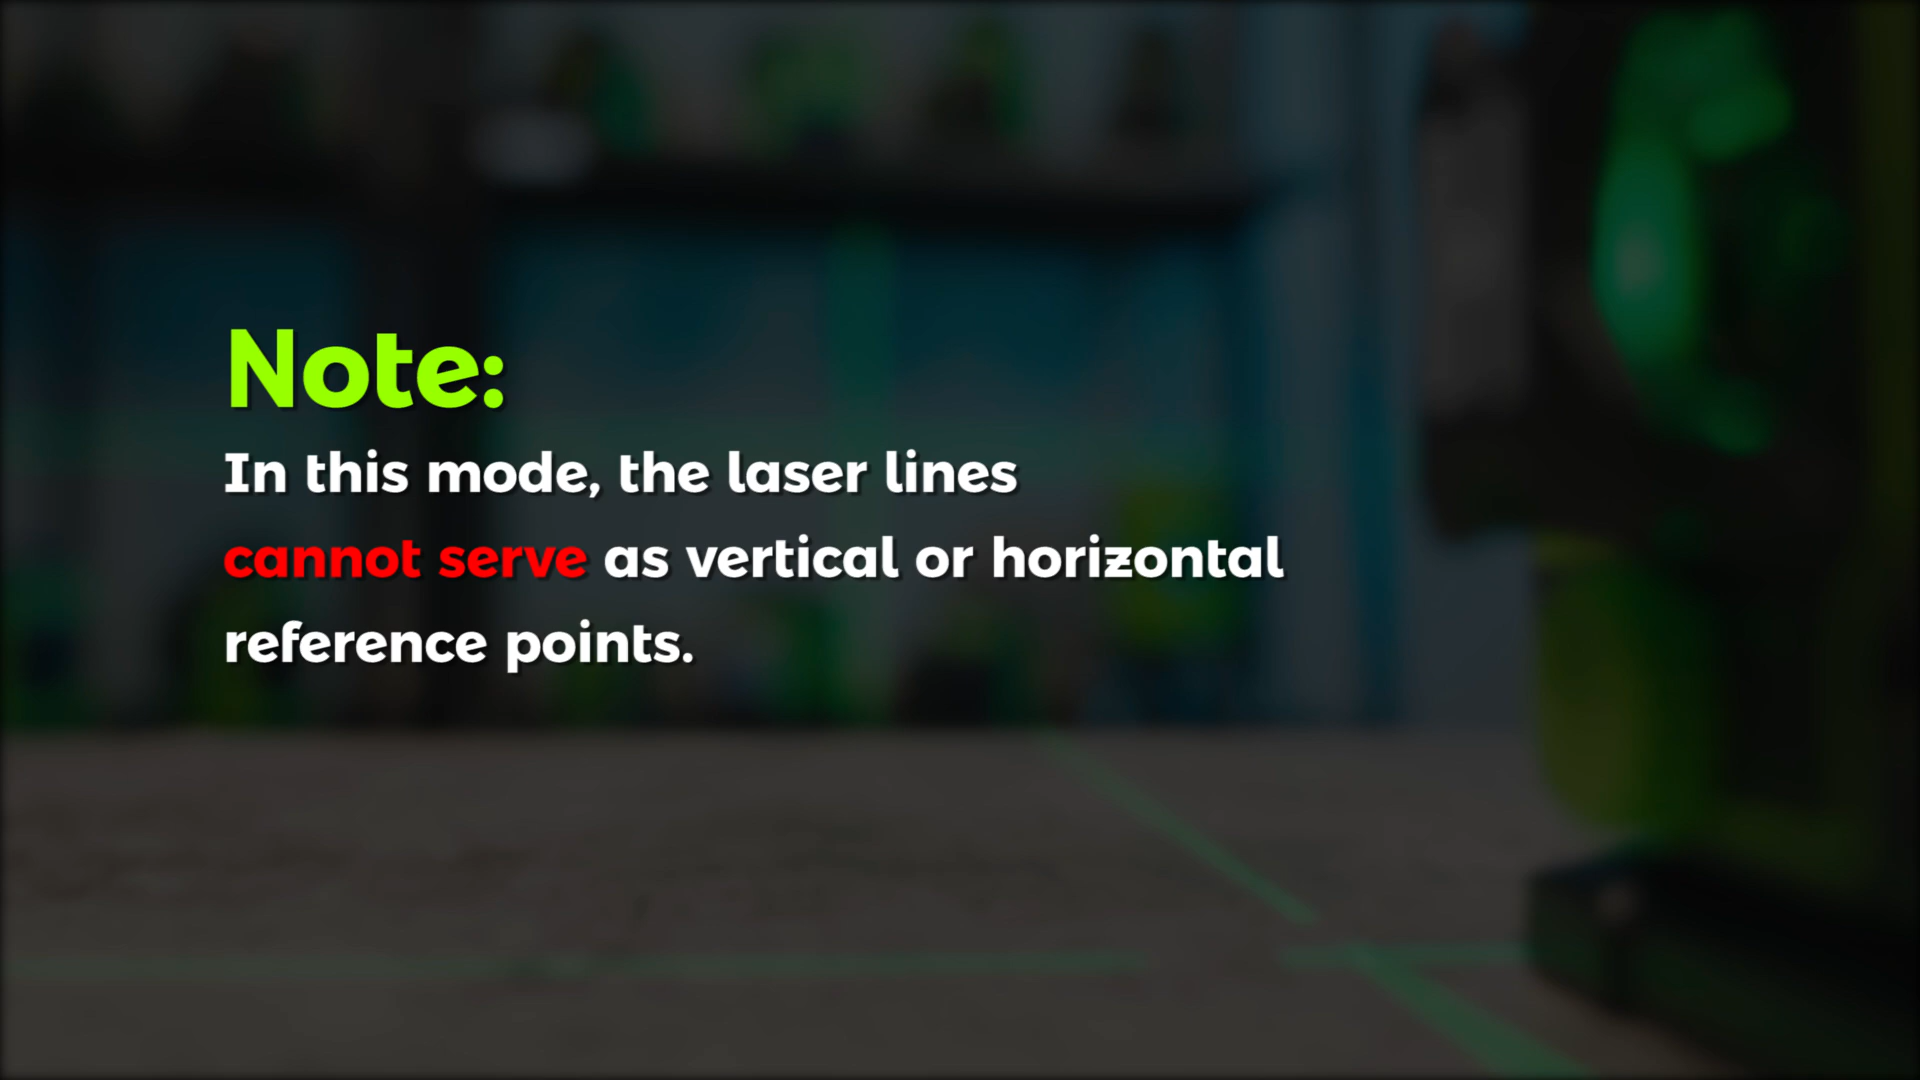 Note:
In this mode, the laser lines
cannot serve as vertical or horizontal
reference points.